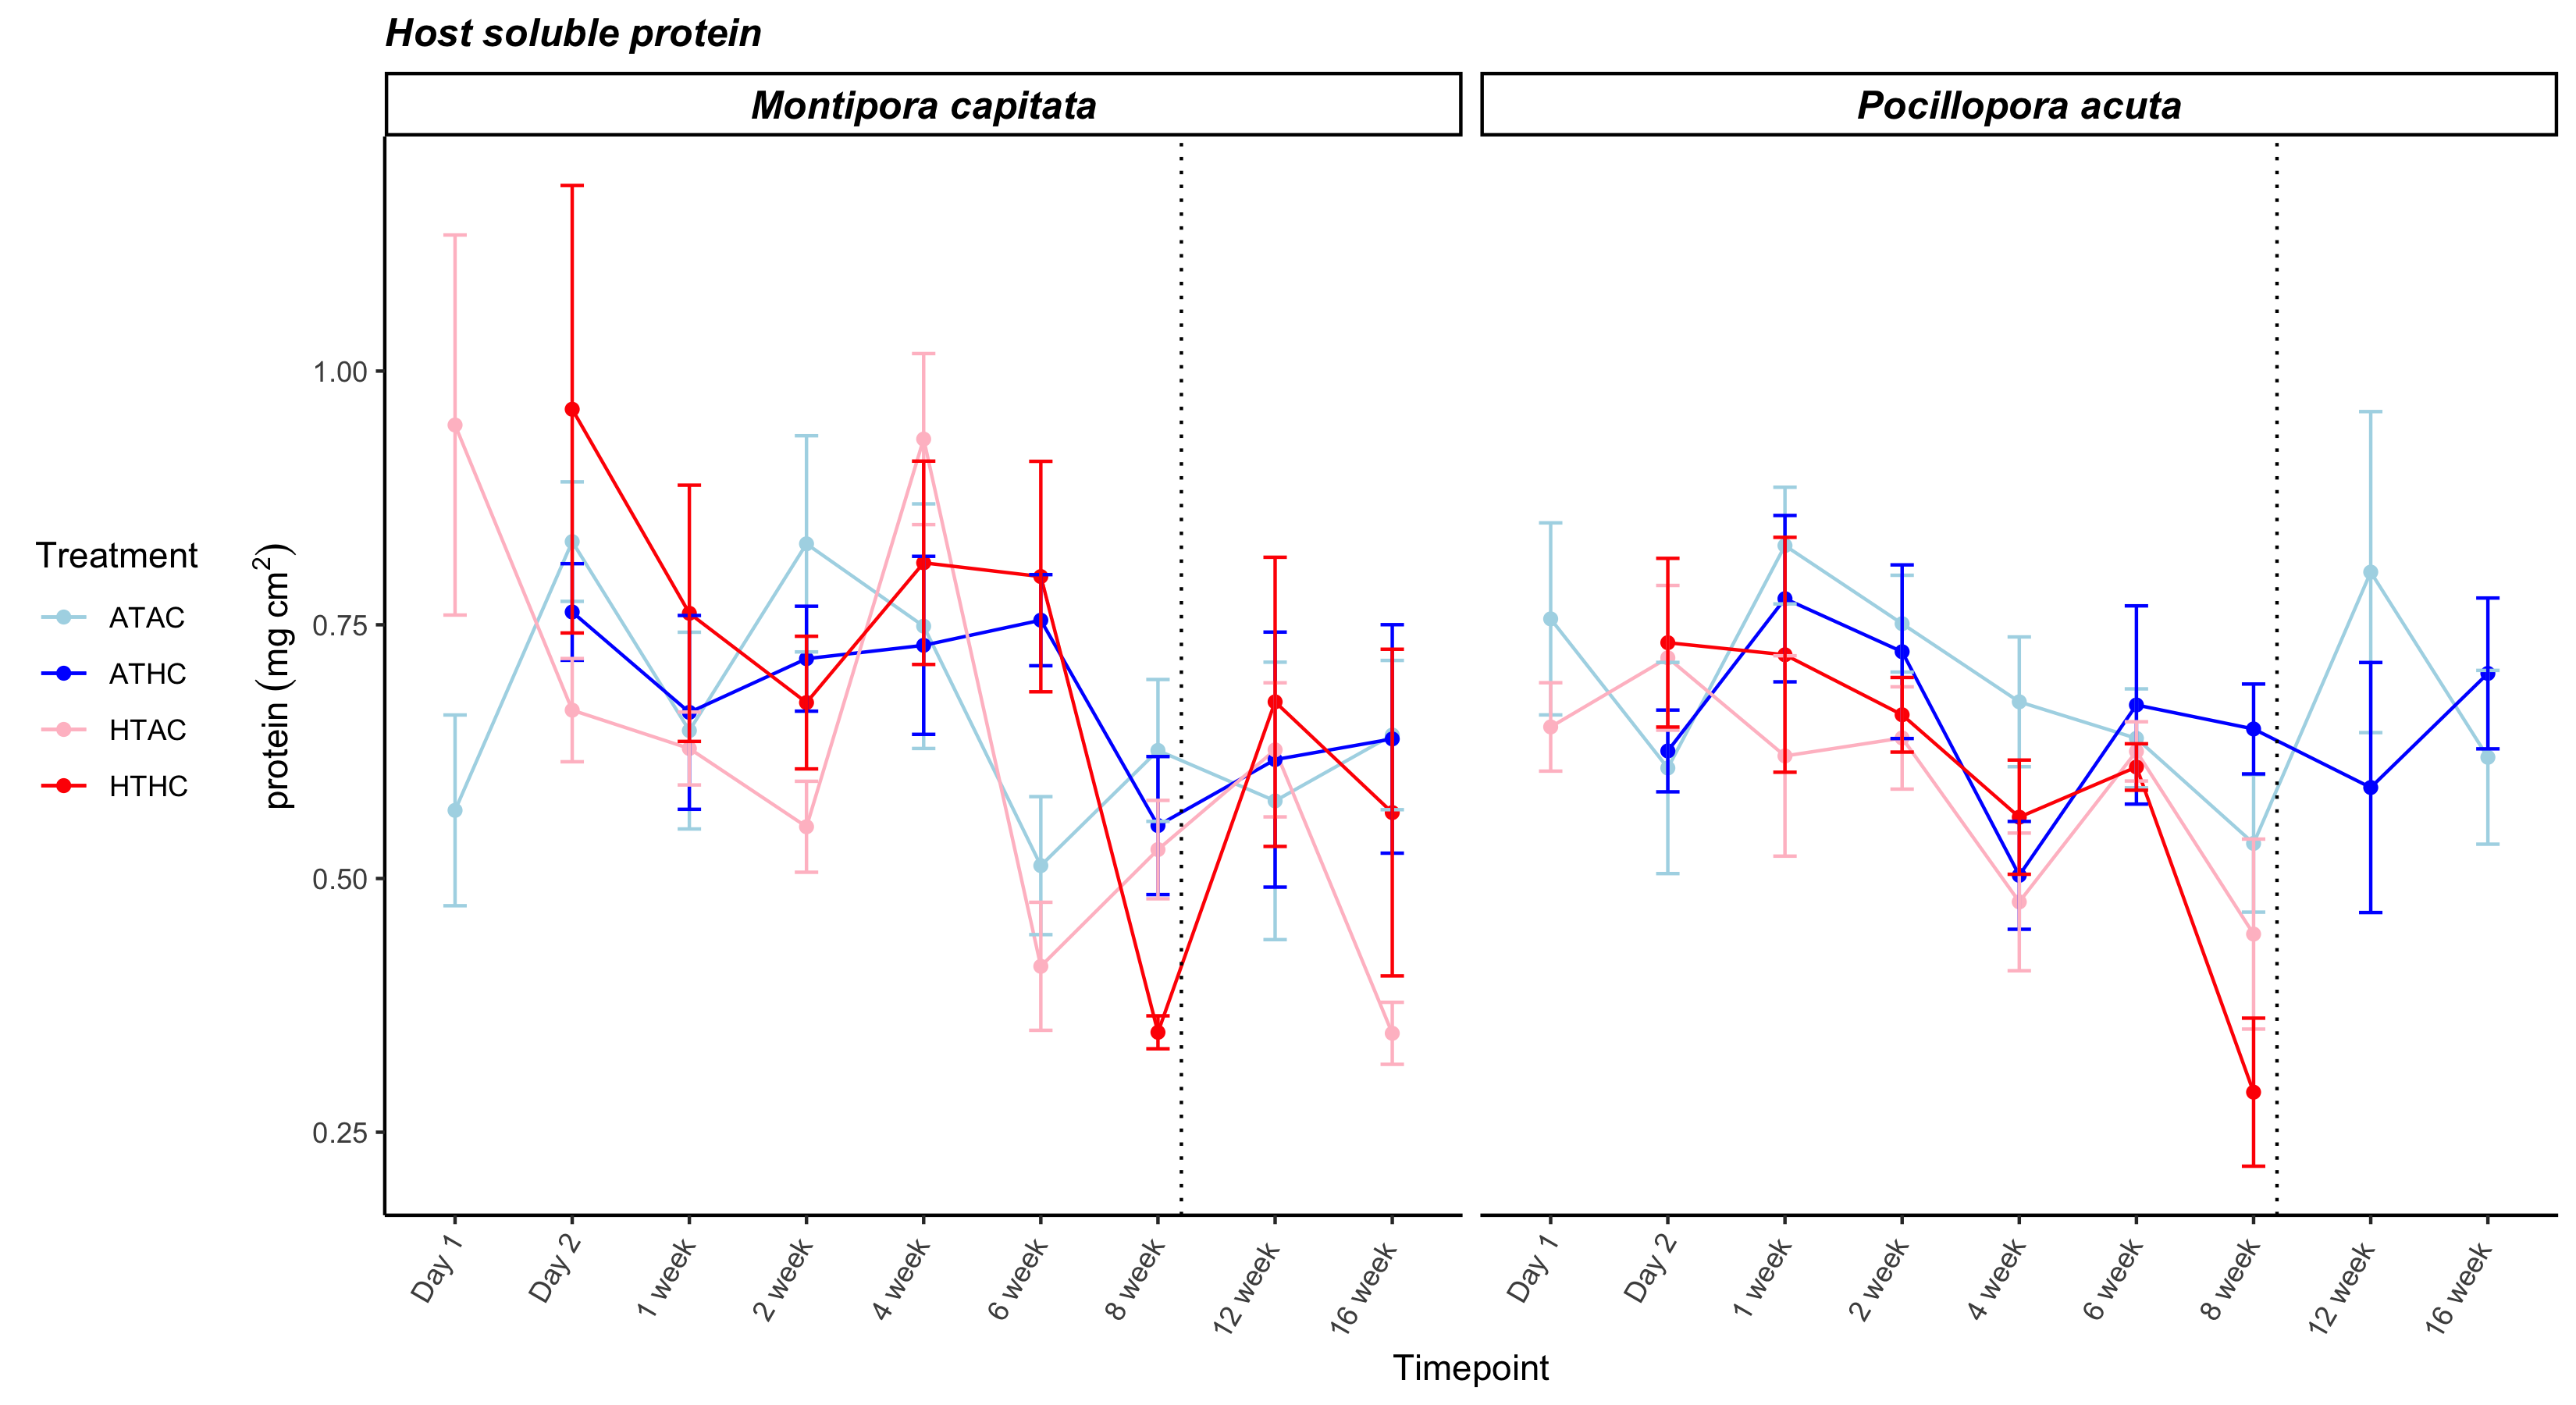 Host soluble protein
Montipora capitata
Pocillopora acuta
Treatment
ATAC
ATHC
HTAC
HTHC
protein (mg cm²)
1.00
0.75
0.50
0.25
Day 1
Day 2
1 week
2 week
4 week
6 week
8 week
12 week
16 week
Day 1
Day 2
1 week
2 week
4 week
6 week
8 week
12 week
16 week
Timepoint